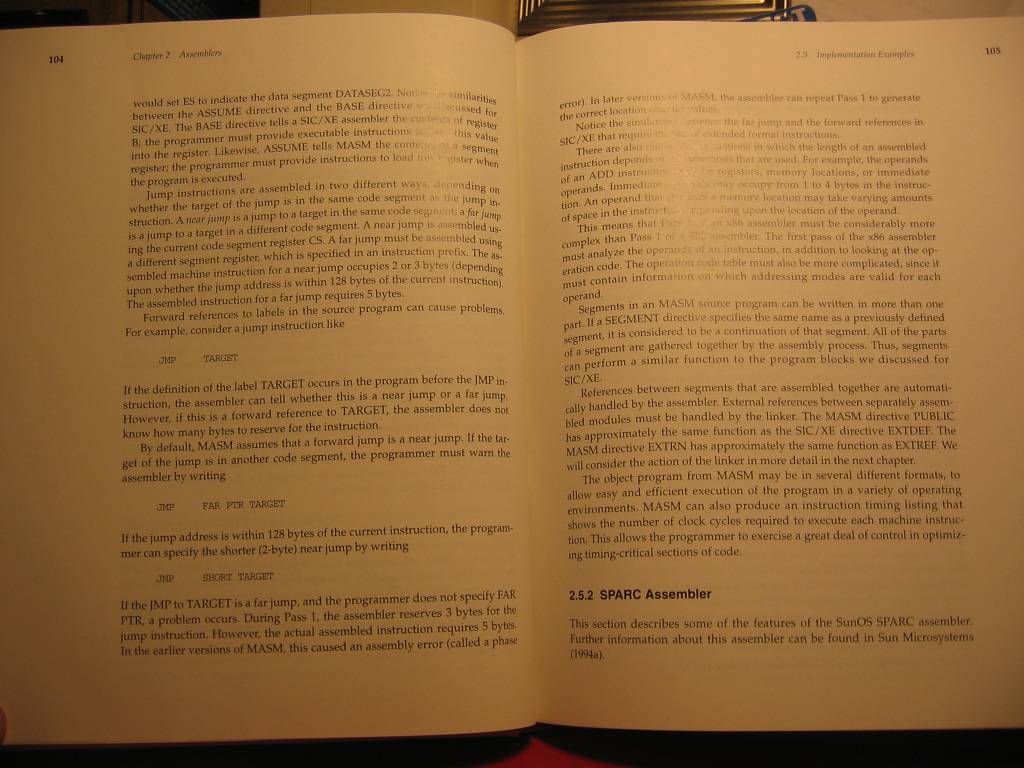 104
Chapter 2 Assemblers
would set ES to indicate the data segment DATASEG2. similarities
between the ASSUME directive and the BASE directive discussed for
SIC/XE. The BASE directive tells a SIC/XE assembler the contents of register
B; the programmer must provide executable instructions this value
into the register. Likewise, ASSUME tells MASM the contents of a segment
register; the programmer must provide instructions to load this register when
the program is executed.
Jump instructions are assembled in two different ways, depending on
whether the target of the jump is in the same code segment as the jump in-
struction. A near jump is a jump to a target in the same code segment; a far jump
is a jump to a target in a different code segment. A near jump is assembled us-
ing the current code segment register CS. A far jump must be assembled using
a different segment register, which is specified in an instruction prefix. The as-
sembled machine instruction for a near jump occupies 2 or 3 bytes (depending
upon whether the jump address is within 128 bytes of the current instruction).
The assembled instruction for a far jump requires 5 bytes.
Forward references to labels in the source program can cause problems.
For example, consider a jump instruction like
JMP TARGET
If the definition of the label TARGET occurs in the program before the JMP in-
struction, the assembler can tell whether this is a near jump or a far jump.
However, if this is a forward reference to TARGET, the assembler does not
know how many bytes to reserve for the instruction.
By default, MASM assumes that a forward jump is a near jump. If the tar-
get of the jump is in another code segment, the programmer must warn the
assembler by writing
JMP FAR PTR TARGET
If the jump address is within 128 bytes of the current instruction, the program-
mer can specify the shorter (2-byte) near jump by writing
JMP SHORT TARGET
If the JMP to TARGET is a far jump, and the programmer does not specify FAR
PTR, a problem occurs. During Pass 1, the assembler reserves 3 bytes for the
jump instruction. However, the actual assembled instruction requires 5 bytes.
In the earlier versions of MASM, this caused an assembly error (called a phase
2.5 Implementation Examples
105
error). In later versions of MASM, the assembler can repeat Pass 1 to generate
the correct location values.
Notice the similarities between the far jump and the forward references in
SIC/XE that require the extended format instructions.
There are also situations in which the length of an assembled
instruction depends operands that are used. For example, the operands
of an ADD instruction be registers, memory locations, or immediate
operands. Immediate may occupy from 1 to 4 bytes in the instruc-
tion. An operand that a memory location may take varying amounts
of space in the instruction, depending upon the location of the operand.
This means that Pass 1 of an x86 assembler must be considerably more
complex than Pass 1 of a SIC assembler. The first pass of the x86 assembler
must analyze the operands of an instruction, in addition to looking at the op-
eration code. The operation code table must also be more complicated, since it
must contain information on which addressing modes are valid for each
operand.
Segments in an MASM source program can be written in more than one
part. If a SEGMENT directive specifies the same name as a previously defined
segment, it is considered to be a continuation of that segment. All of the parts
of a segment are gathered together by the assembly process. Thus, segments
can perform a similar function to the program blocks we discussed for
SIC/XE.
References between segments that are assembled together are automati-
cally handled by the assembler. External references between separately assem-
bled modules must be handled by the linker. The MASM directive PUBLIC
has approximately the same function as the SIC/XE directive EXTDEF. The
MASM directive EXTRN has approximately the same function as EXTREF. We
will consider the action of the linker in more detail in the next chapter.
The object program from MASM may be in several different formats, to
allow easy and efficient execution of the program in a variety of operating
environments. MASM can also produce an instruction timing listing that
shows the number of clock cycles required to execute each machine instruc-
tion. This allows the programmer to exercise a great deal of control in optimiz-
ing timing-critical sections of code.
2.5.2 SPARC Assembler
This section describes some of the features of the SunOS SPARC assembler.
Further information about this assembler can be found in Sun Microsystems
(1994a).